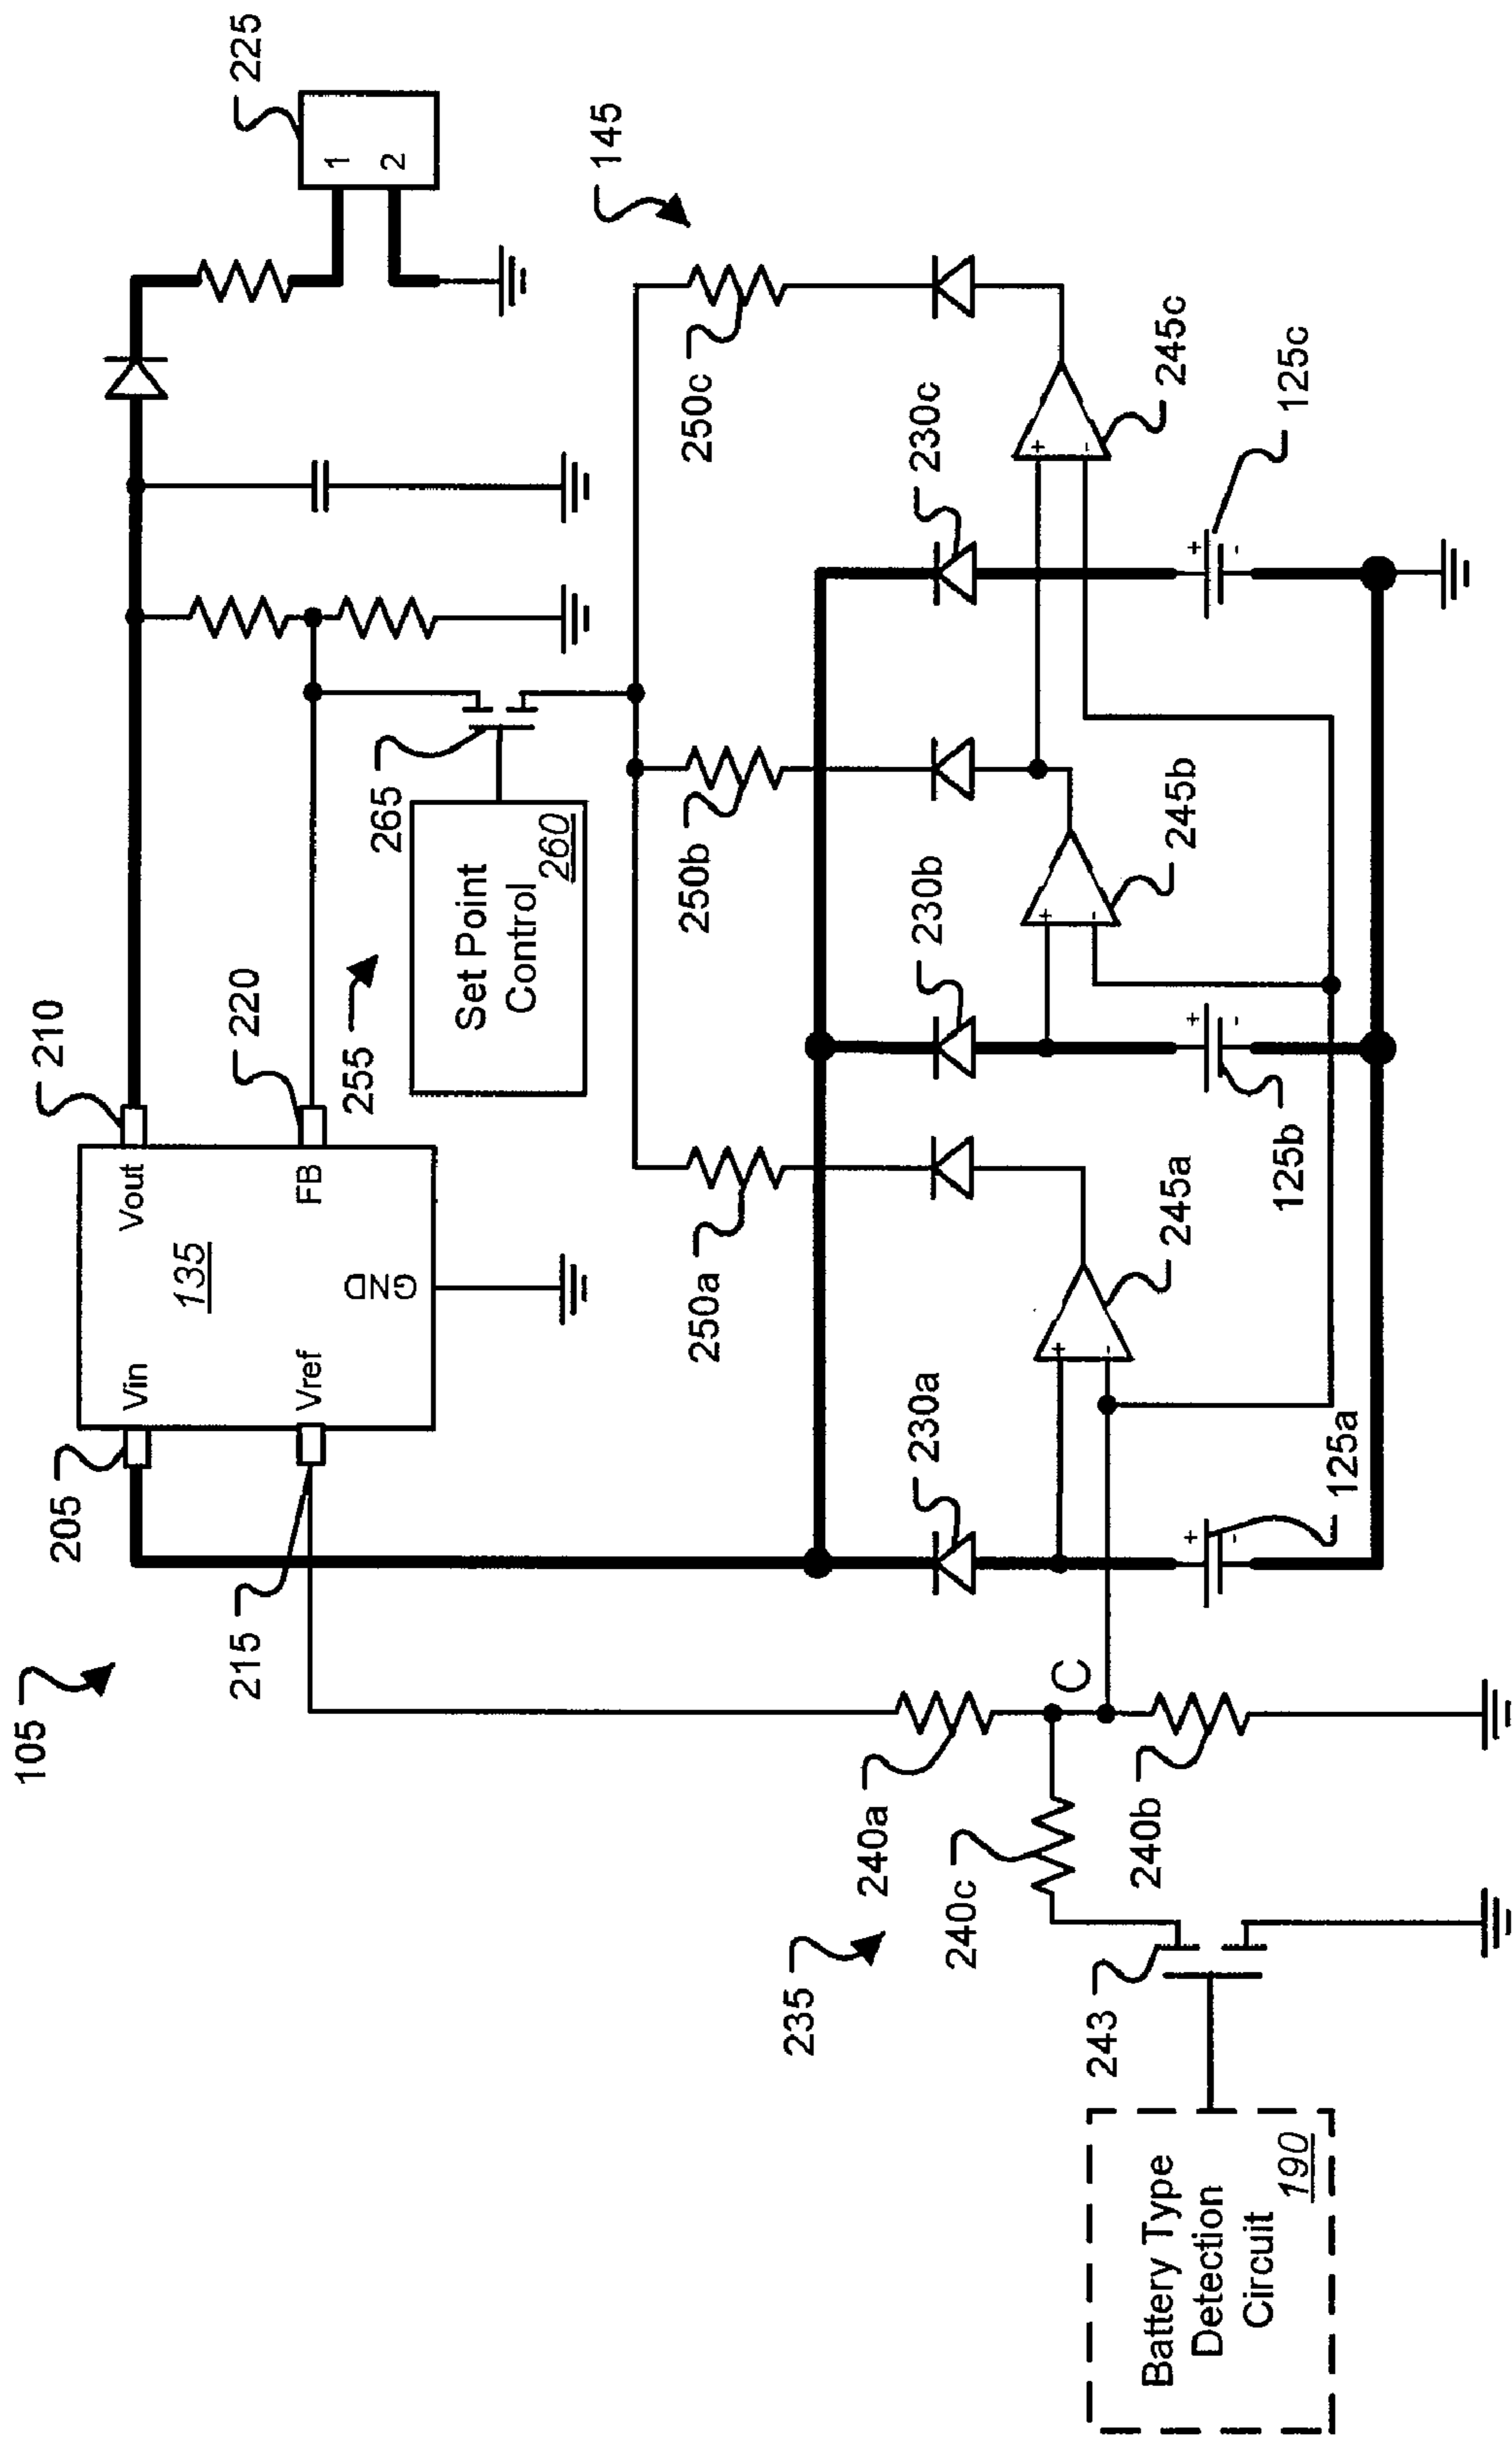 105
205
Vin
Vout
210
135
Vref
FB
GND
215
220
225
1
2
255
265
Set Point
Control
260
145
250a
250b
250c
230a
230b
230c
235
240a
240c
240b
C
+
-
245a
+
-
245b
+
-
245c
+
-
125a
+
-
125b
+
-
125c
243
Battery Type
Detection
Circuit
190